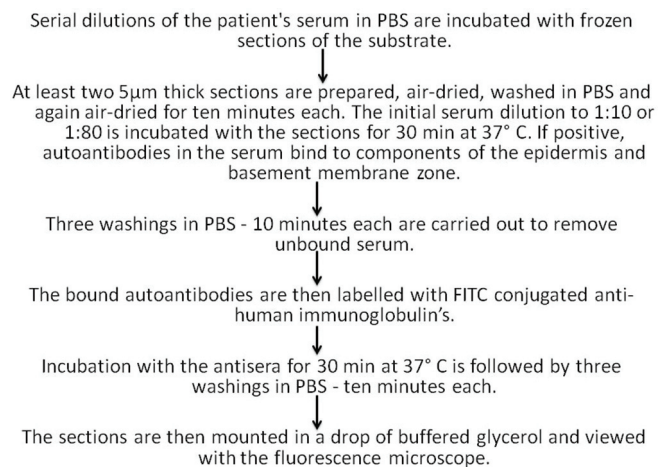 Serial dilutions of the patient's serum in PBS are incubated with frozen
sections of the substrate.
At least two 5µm thick sections are prepared, air-dried, washed in PBS and
again air-dried for ten minutes each. The initial serum dilution to 1:10 or
1:80 is incubated with the sections for 30 min at 37° C. If positive,
autoantibodies in the serum bind to components of the epidermis and
basement membrane zone.
Three washings in PBS - 10 minutes each are carried out to remove
unbound serum.
The bound autoantibodies are then labelled with FITC conjugated anti-
human immunoglobulin’s.
Incubation with the antisera for 30 min at 37° C is followed by three
washings in PBS - ten minutes each.
The sections are then mounted in a drop of buffered glycerol and viewed
with the fluorescence microscope.